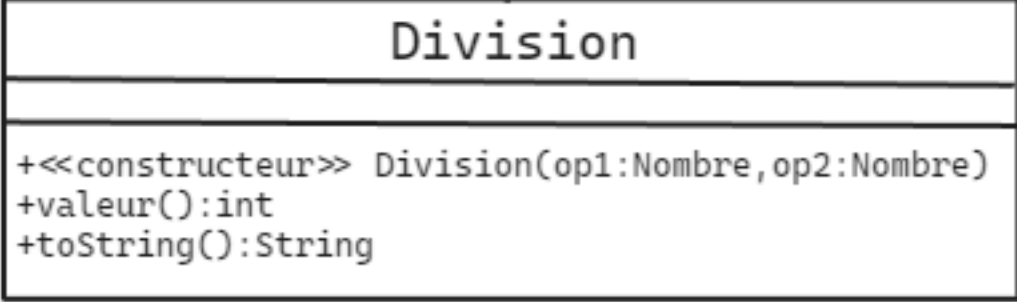 Division
+<<constructeur>> Division(op1:Nombre,op2:Nombre)
+valeur():int
+toString():String